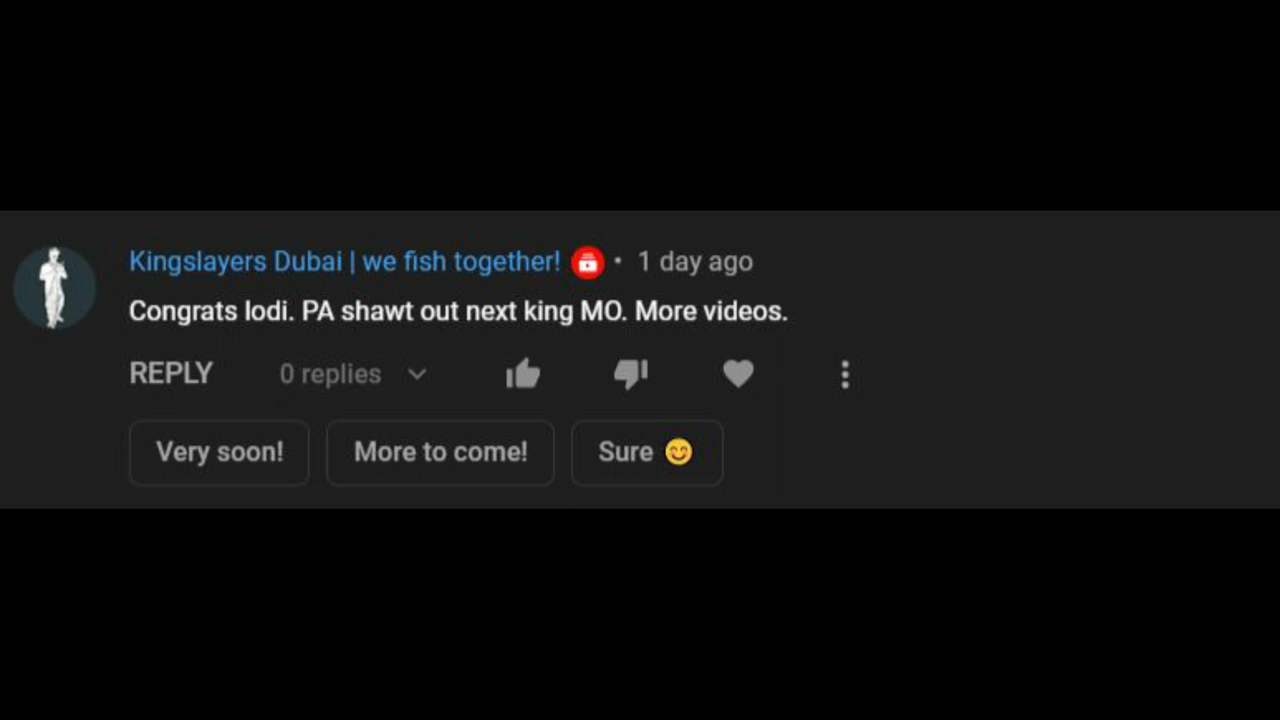 Kingslayers Dubai | we fish together! • 1 day ago
Congrats lodi. PA shawt out next king MO. More videos.
REPLY 0 replies
Very soon! More to come! Sure 😊